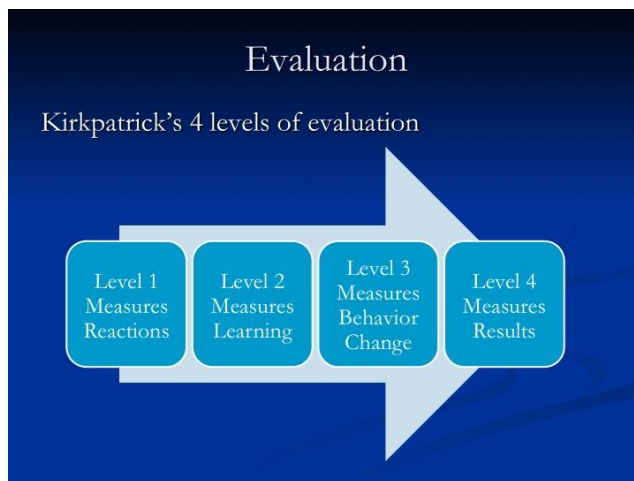 Evaluation
Kirkpatrick’s 4 levels of evaluation
Level 1
Measures
Reactions
Level 2
Measures
Learning
Level 3
Measures
Behavior
Change
Level 4
Measures
Results